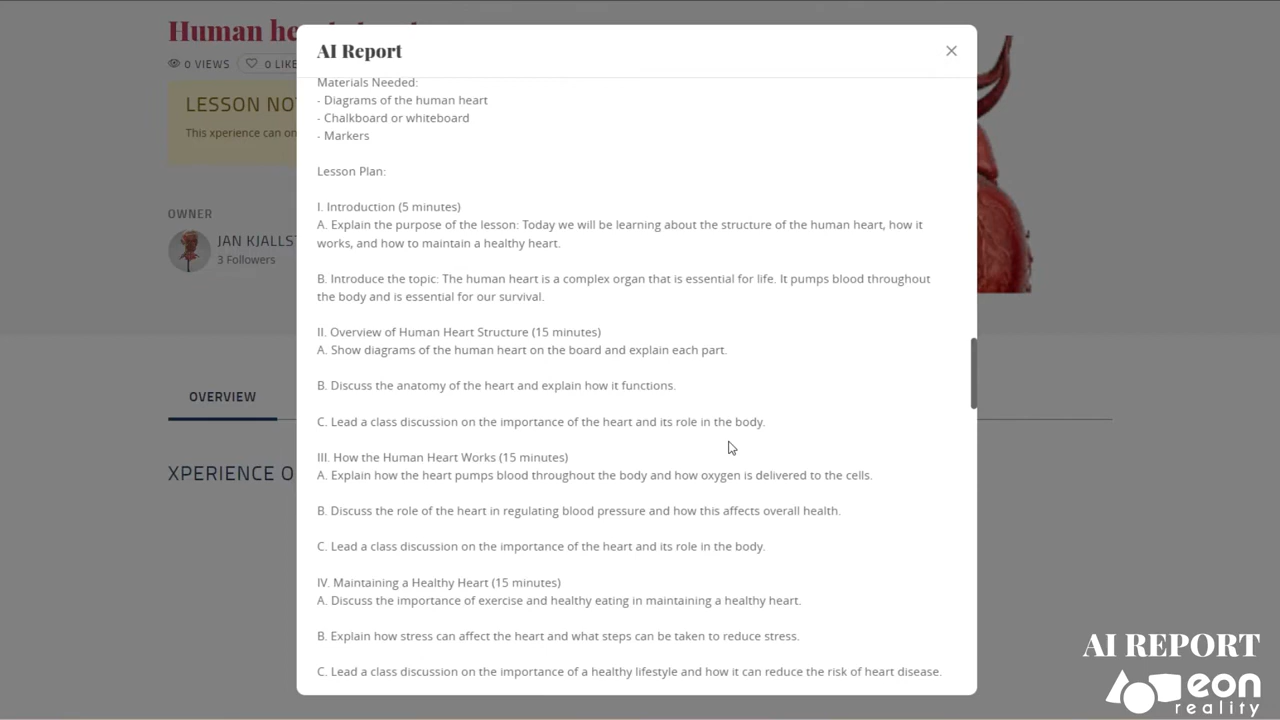 Human he
AI Report
0 VIEWS
0 LIKE
LESSON NO
This xperience can on
OWNER
JAN KJALLST
3 Followers
OVERVIEW
XPERIENCE O
Materials Needed:
- Diagrams of the human heart
- Chalkboard or whiteboard
- Markers
Lesson Plan:
I. Introduction (5 minutes)
A. Explain the purpose of the lesson: Today we will be learning about the structure of the human heart, how it
works, and how to maintain a healthy heart.
B. Introduce the topic: The human heart is a complex organ that is essential for life. It pumps blood throughout
the body and is essential for our survival.
II. Overview of Human Heart Structure (15 minutes)
A. Show diagrams of the human heart on the board and explain each part.
B. Discuss the anatomy of the heart and explain how it functions.
C. Lead a class discussion on the importance of the heart and its role in the body.
III. How the Human Heart Works (15 minutes)
A. Explain how the heart pumps blood throughout the body and how oxygen is delivered to the cells.
B. Discuss the role of the heart in regulating blood pressure and how this affects overall health.
C. Lead a class discussion on the importance of the heart and its role in the body.
IV. Maintaining a Healthy Heart (15 minutes)
A. Discuss the importance of exercise and healthy eating in maintaining a healthy heart.
B. Explain how stress can affect the heart and what steps can be taken to reduce stress.
C. Lead a class discussion on the importance of a healthy lifestyle and how it can reduce the risk of heart disease.
AI REPORT
eon
reality